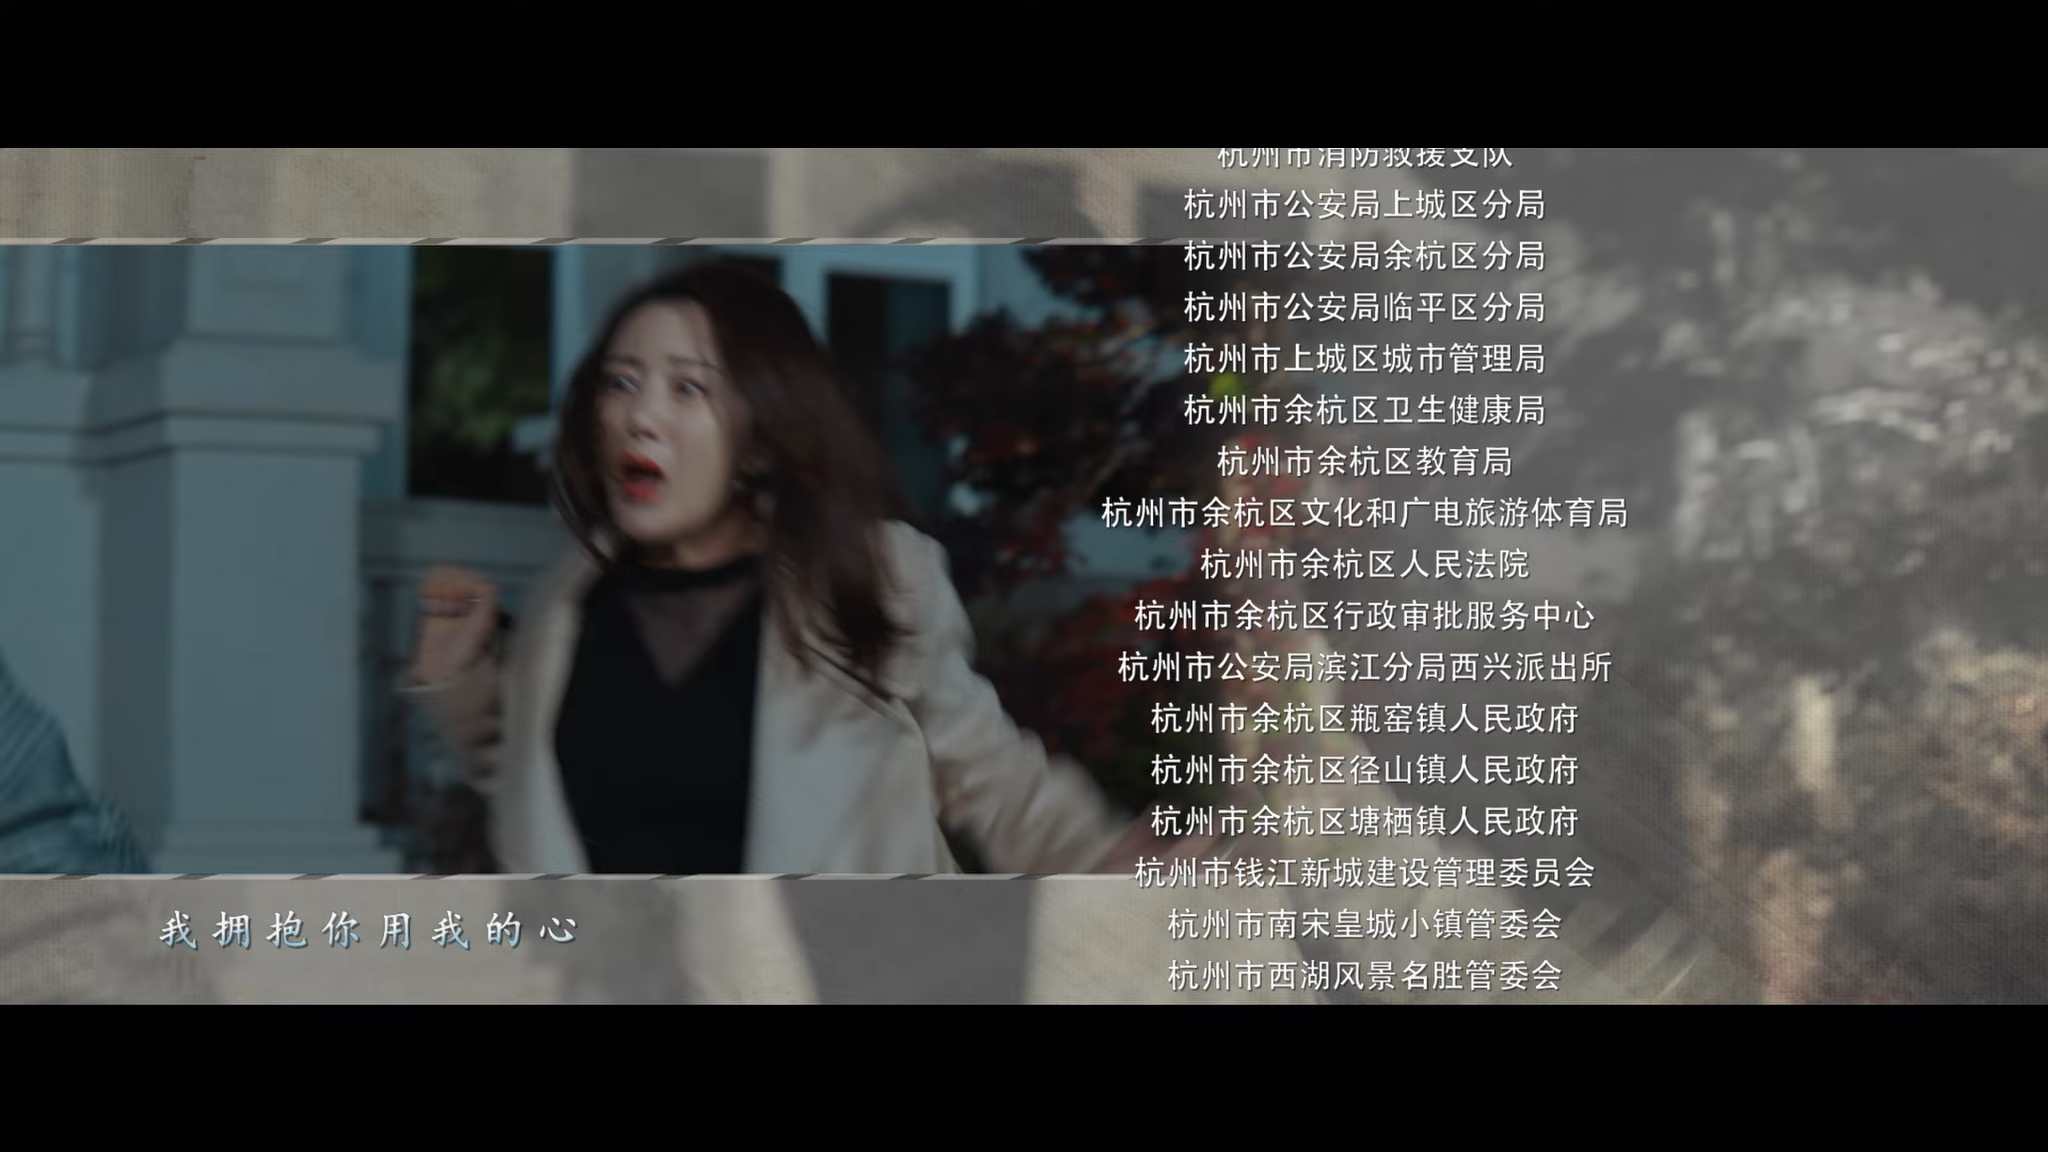 杭州市消防救援支队
杭州市公安局上城区分局
杭州市公安局余杭区分局
杭州市公安局临平区分局
杭州市上城区城市管理局
杭州市余杭区卫生健康局
杭州市余杭区教育局
杭州市余杭区文化和广电旅游体育局
杭州市余杭区人民法院
杭州市余杭区行政审批服务中心
杭州市公安局滨江分局西兴派出所
杭州市余杭区瓶窑镇人民政府
杭州市余杭区径山镇人民政府
杭州市余杭区塘栖镇人民政府
杭州市钱江新城建设管理委员会
杭州市南宋皇城小镇管委会
杭州市西湖风景名胜管委会
我拥抱你用我的心